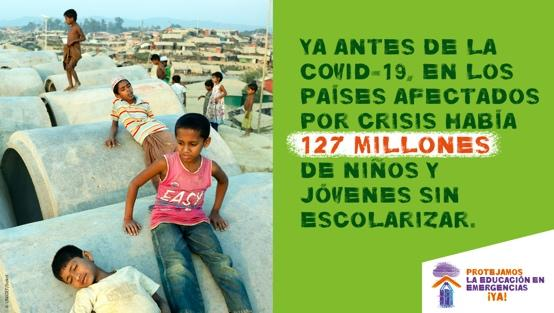 YA ANTES DE LA
COVID-19, EN LOS
PAÍSES AFECTADOS
POR CRISIS HABÍA
127 MILLONES
DE NIÑOS Y
JÓVENES SIN
ESCOLARIZAR.
EASY
PROTEJAMOS
LA EDUCACIÓN EN
EMERGENCIAS
¡YA!